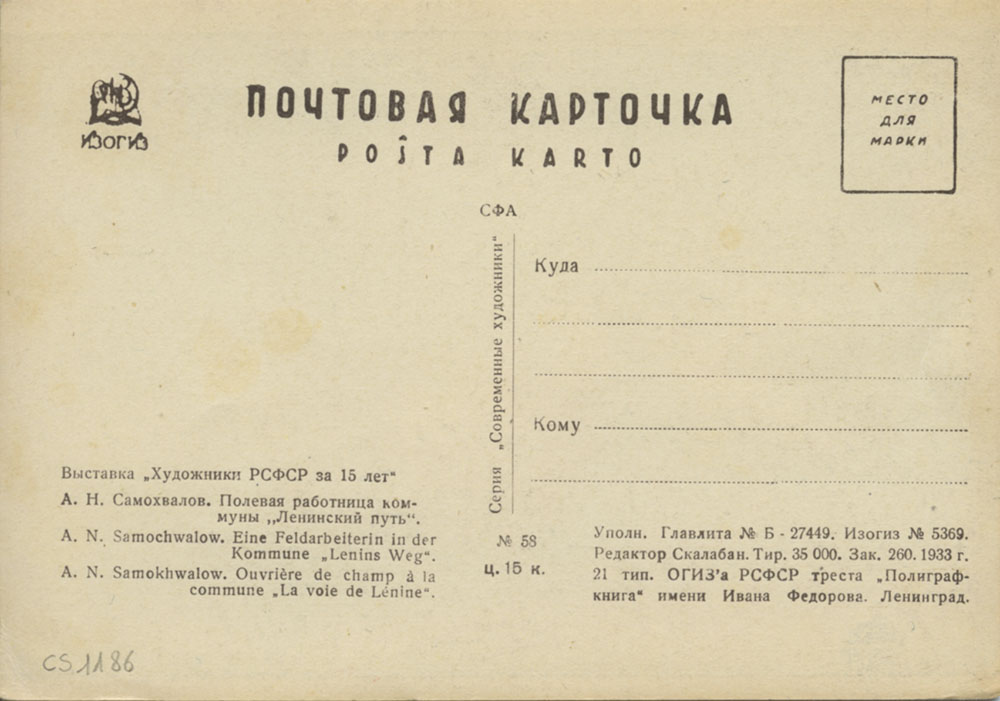 ИЗОГИЗ
ПОЧТОВАЯ КАРТОЧКА
POŜTA KARTO
МЕСТО
ДЛЯ
МАРКИ
СФА
Серия „Современные художники“
Куда
Кому
Выставка „Художники РСФСР за 15 лет“
А. Н. Самохвалов. Полевая работница ком-
муны „Ленинский путь“.
A. N. Samochwalow. Eine Feldarbeiterin in der
Kommune „Lenins Weg“.
A. N. Samokhwalow. Ouvrière de champ à la
commune „La voie de Lénine“.
№ 58
ц. 15 к.
Уполн. Главлита № Б - 27449. Изогиз № 5369.
Редактор Скалабан. Тир. 35 000. Зак. 260. 1933 г.
21 тип. ОГИЗ'а РСФСР треста „Полиграф-
книга“ имени Ивана Федорова. Ленинград.
CS1186